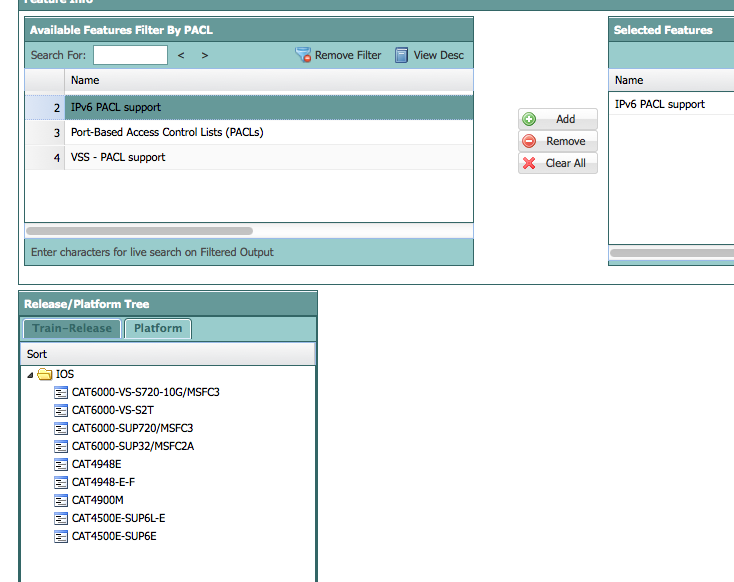 Feature Info
Available Features Filter By PACL
Selected Features
Search For: < > Remove Filter View Desc
Name
Name
2 IPv6 PACL support
IPv6 PACL support
3 Port-Based Access Control Lists (PACLs)
4 VSS - PACL support
Add
Remove
Clear All
Enter characters for live search on Filtered Output
Release/Platform Tree
Train-Release Platform
Sort
IOS
CAT6000-VS-S720-10G/MSFC3
CAT6000-VS-S2T
CAT6000-SUP720/MSFC3
CAT6000-SUP32/MSFC2A
CAT4948E
CAT4948-E-F
CAT4900M
CAT4500E-SUP6L-E
CAT4500E-SUP6E